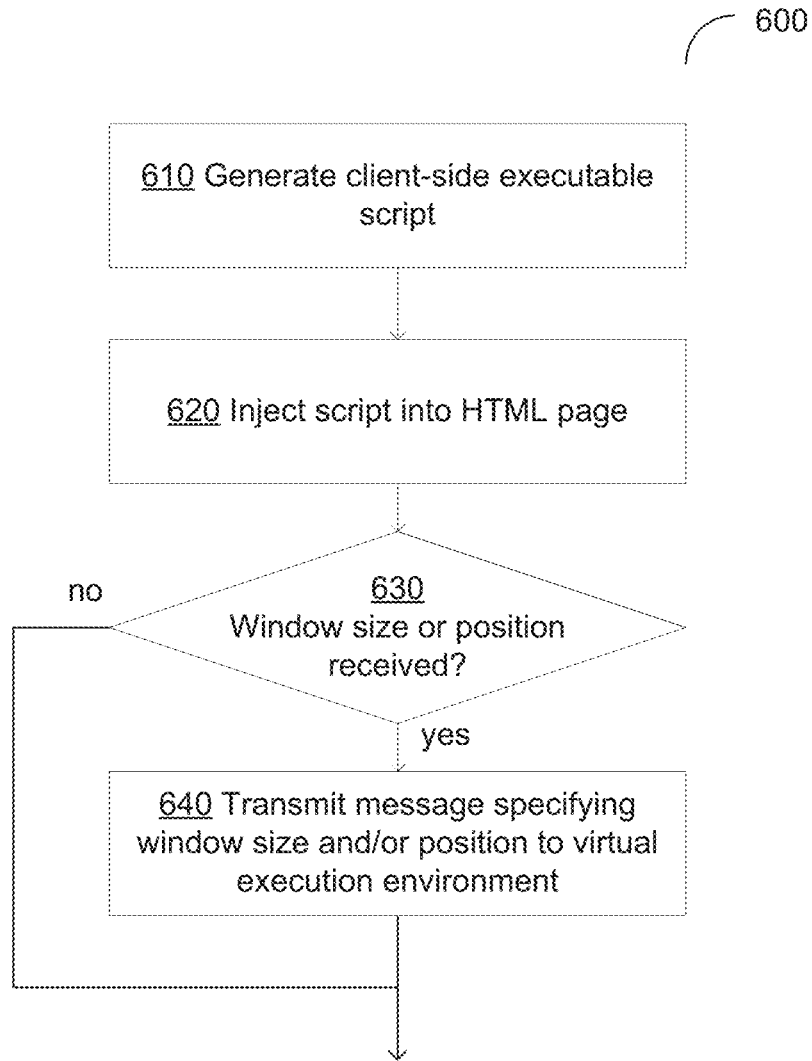 600
610 Generate client-side executable
script
620 Inject script into HTML page
no
630
Window size or position
received?
yes
640 Transmit message specifying
window size and/or position to virtual
execution environment